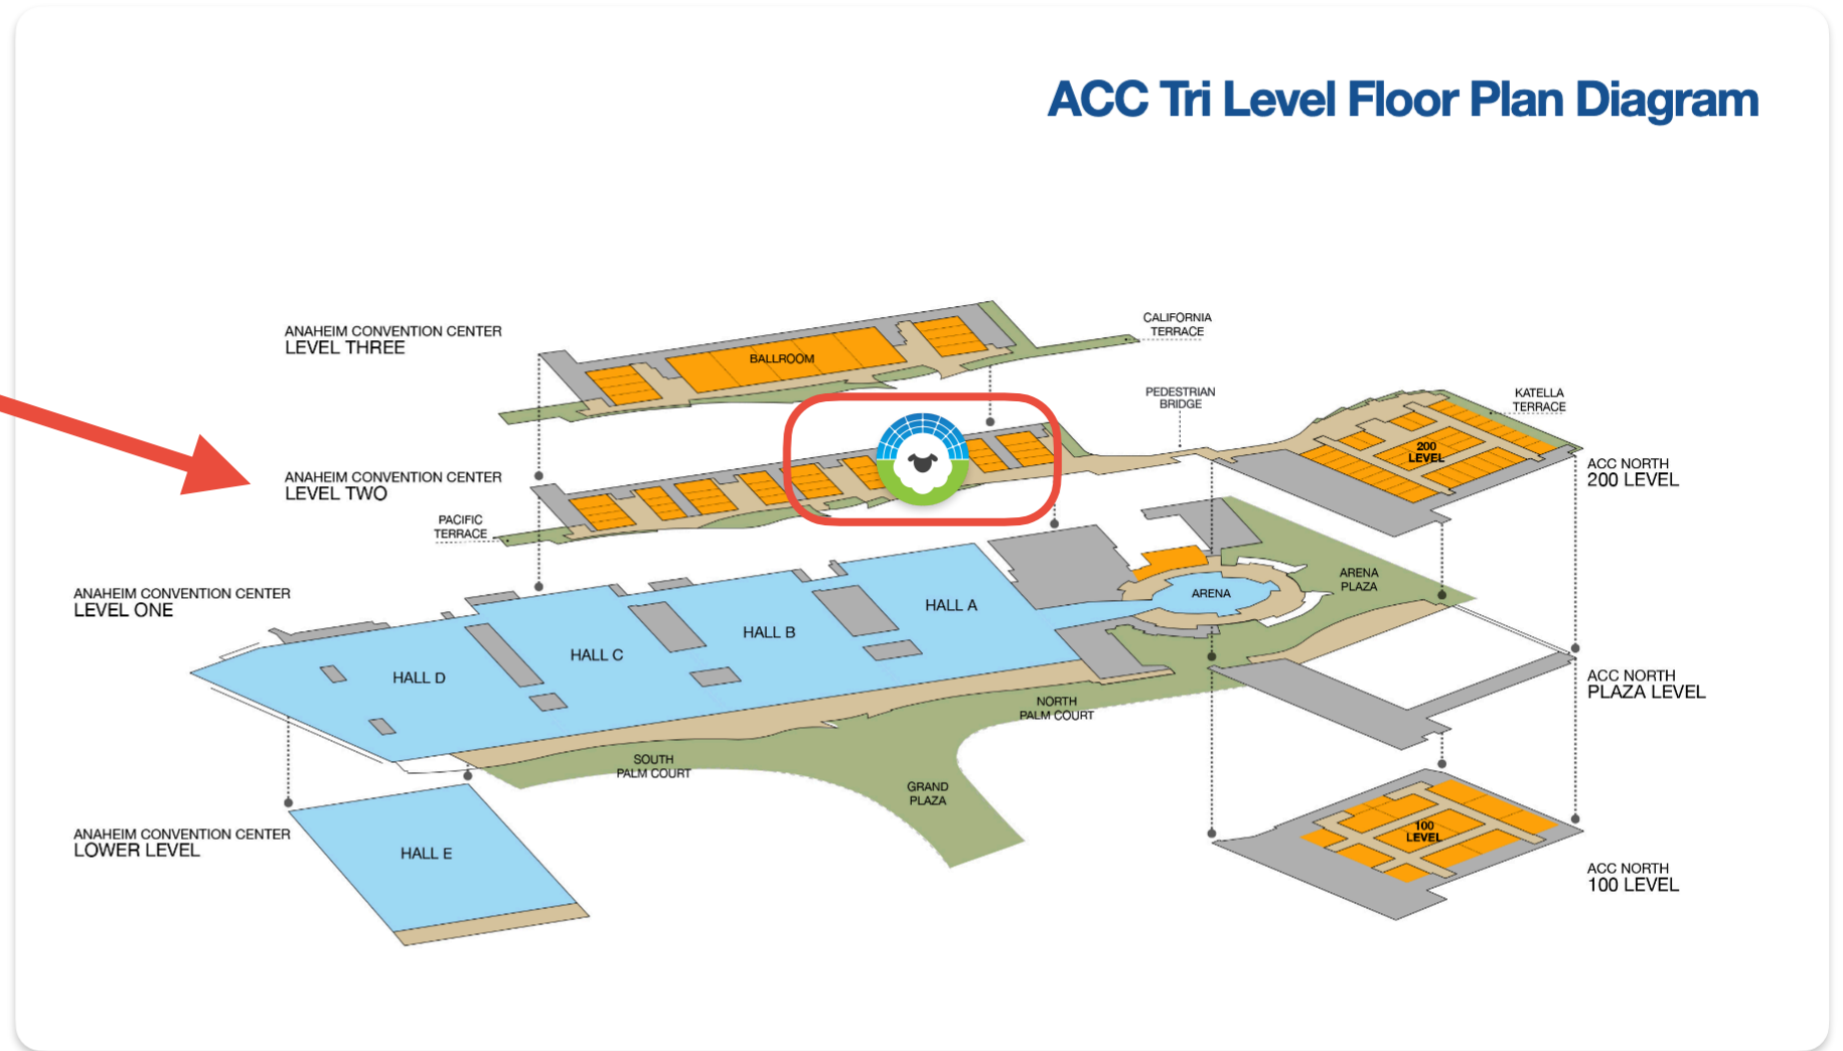 ACC Tri Level Floor Plan Diagram
ANAHEIM CONVENTION CENTER
LEVEL THREE
BALLROOM
CALIFORNIA
TERRACE
PEDESTRIAN
BRIDGE
KATELLA
TERRACE
200
LEVEL
ACC NORTH
200 LEVEL
ANAHEIM CONVENTION CENTER
LEVEL TWO
PACIFIC
TERRACE
ANAHEIM CONVENTION CENTER
LEVEL ONE
HALL A
HALL B
HALL C
HALL D
ARENA
ARENA
PLAZA
ACC NORTH
PLAZA LEVEL
NORTH
PALM COURT
SOUTH
PALM COURT
GRAND
PLAZA
ANAHEIM CONVENTION CENTER
LOWER LEVEL
HALL E
100
LEVEL
ACC NORTH
100 LEVEL